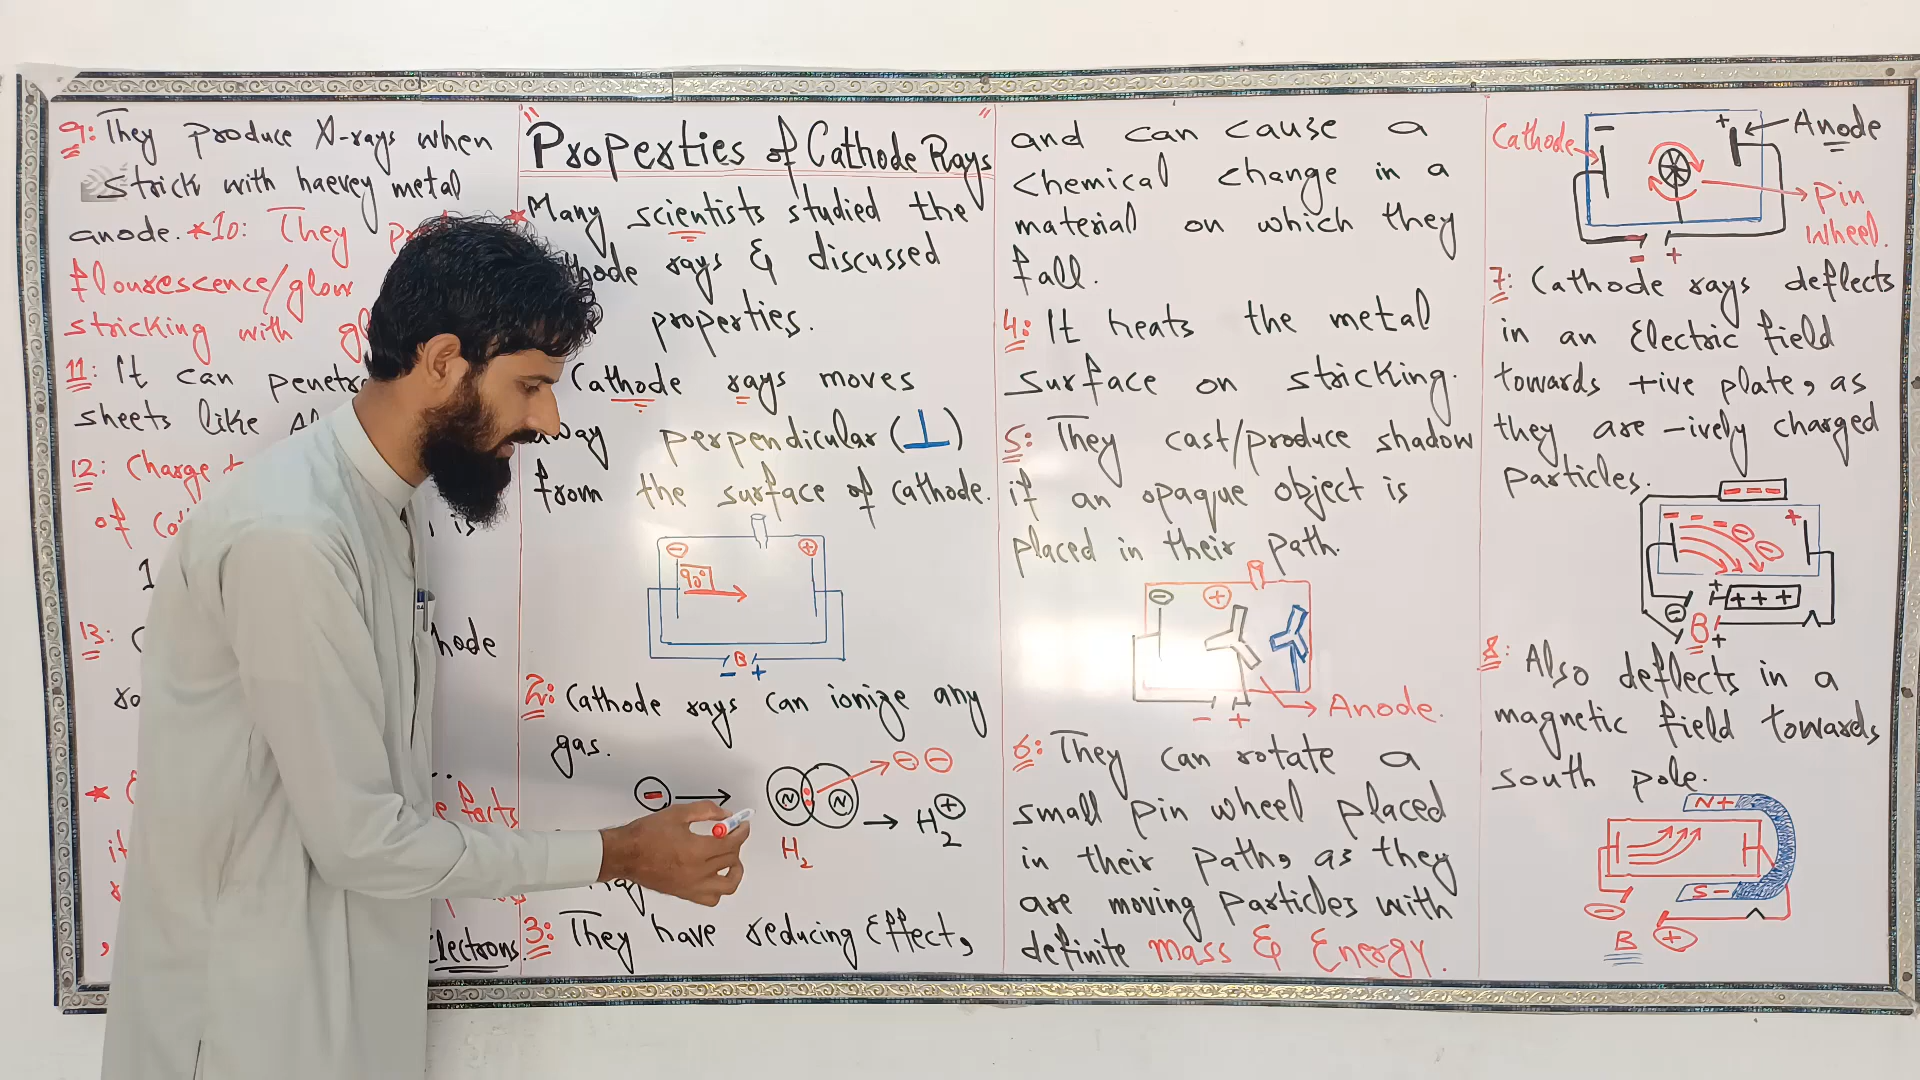 " Properties of Cathode Rays "
* Many scientists studied the
rays & discussed
properties.
Cathode rays moves
away perpendicular (⊥)
from the surface of cathode.
- +
90°
B
- +
2: Cathode rays can ionize any
gas.
- → N N → - -
→ H2+
H2
3: They have reducing Effect,
and can cause a
chemical change in a
material on which they
fall.
4: It heats the metal
surface on stricking.
5: They cast/produce shadow
if an opaque object is
placed in their path.
- +
- + Anode.
6: They can rotate a
small pin wheel placed
in their path, as they
are moving particles with
definite mass & Energy.
Cathode - + Anode
Pin
Wheel.
- +
7: Cathode rays deflects
in an Electric field
towards +ive plate, as
they are -ively charged
particles.
- - -
- - - - - +
+ + + +
- B +
8: Also deflects in a
magnetic field towards
south pole.
N +
S -
-
B +
9: They produce X-rays when
strick with haevey metal
anode. *10: They
flourescence/glow
stricking with
11: It can
sheets like
12: Charge
of is
13:
*
Electrons.